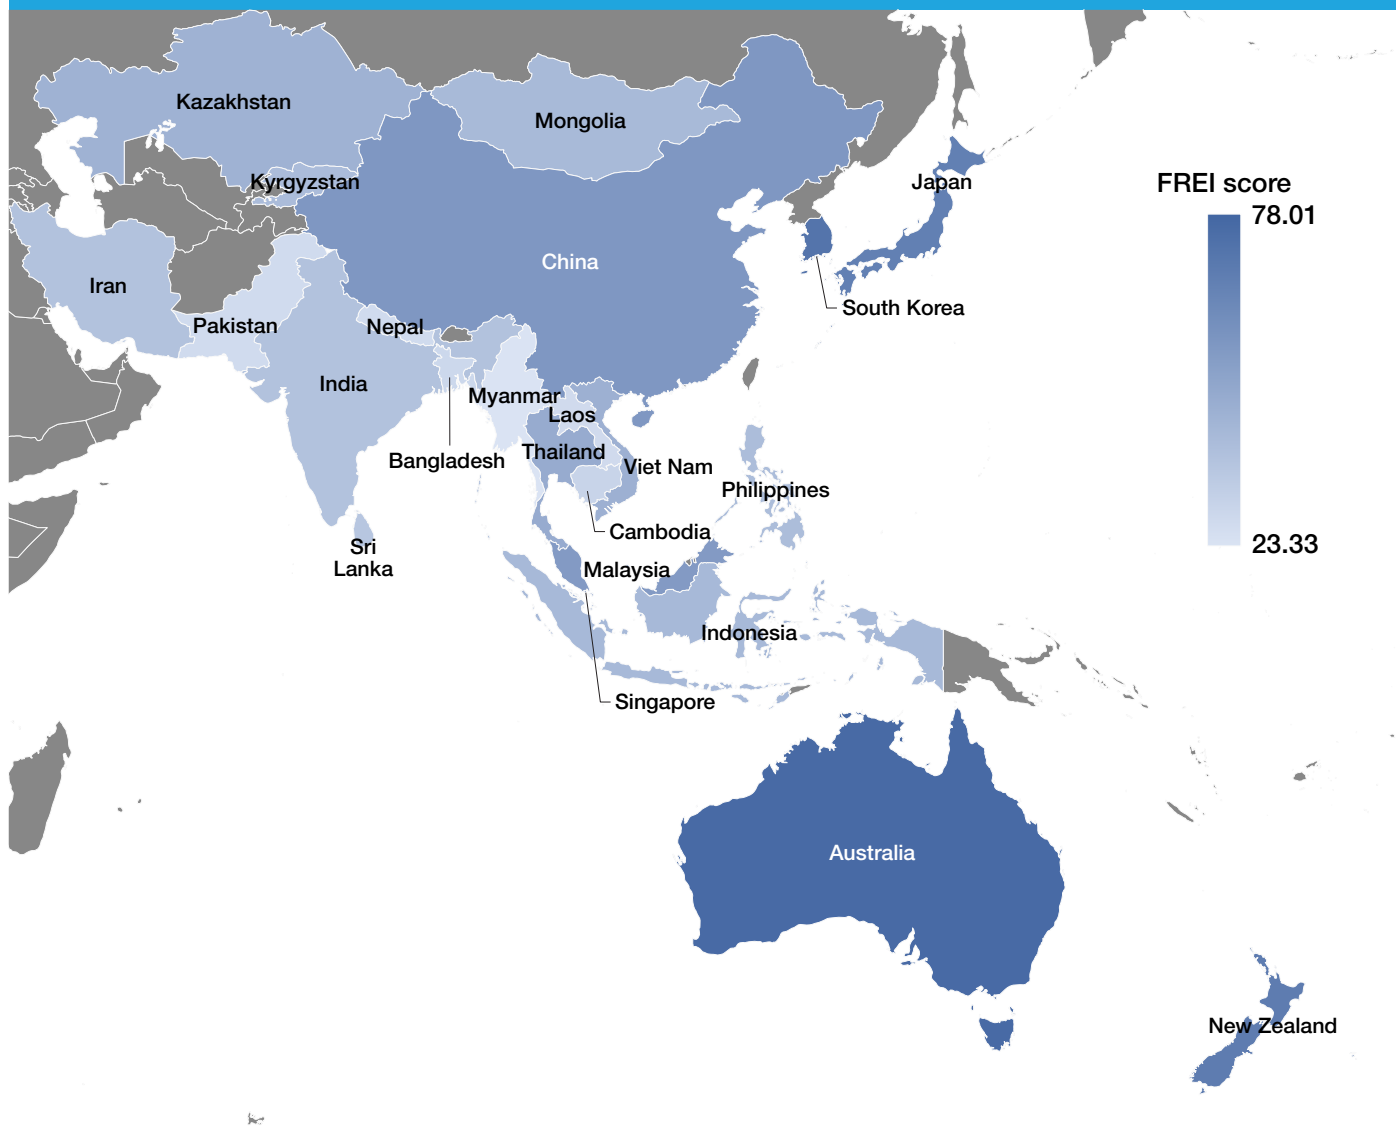 Kazakhstan
Mongolia
Kyrgyzstan
Japan
FREI score
78.01
China
Iran
South Korea
Pakistan
Nepal
India
Myanmar
Laos
Thailand
Bangladesh
Viet Nam
Philippines
Cambodia
23.33
Sri
Lanka
Malaysia
Indonesia
Singapore
Australia
New Zealand